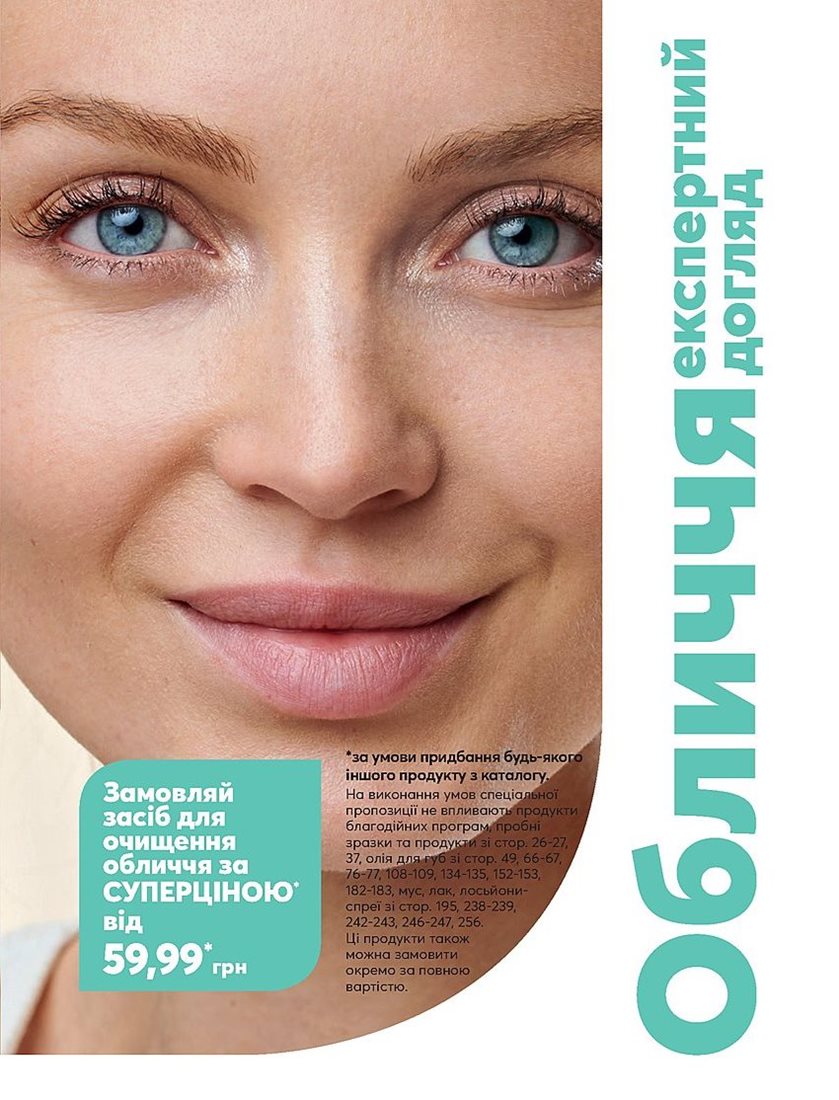 Обличчя
експертний
догляд
*за умови придбання будь-якого
іншого продукту з каталогу.
На виконання умов спеціальної
пропозиції не впливають продукти
благодійних програм, пробні
зразки та продукти зі стор. 26-27,
37, олія для губ зі стор. 49, 66-67,
76-77, 108-109, 134-135, 152-153,
182-183, мус, лак, лосьйони-
спреї зі стор. 195, 238-239,
242-243, 246-247, 256.
Ці продукти також
можна замовити
окремо за повною
вартістю.
Замовляй
засіб для
очищення
обличчя за
СУПЕРЦІНОЮ*
від
59,99* грн